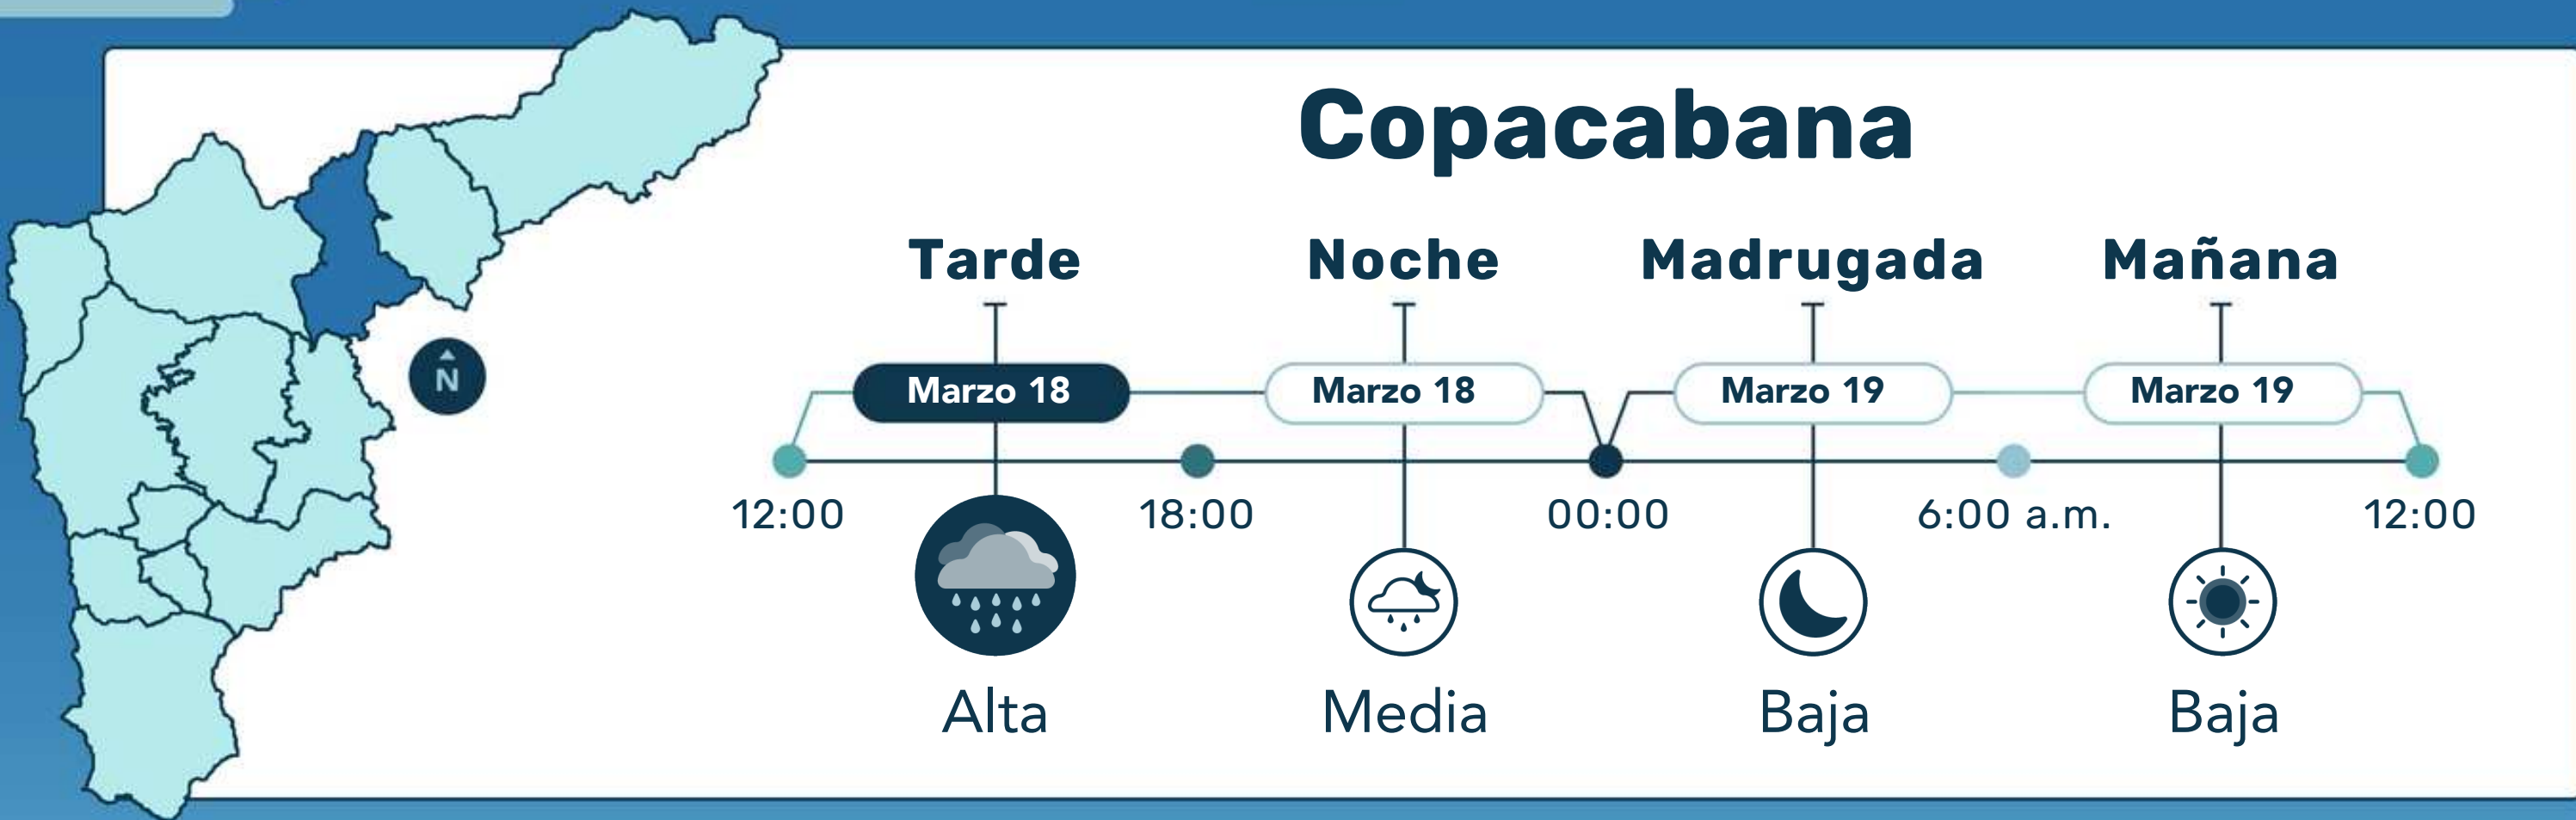 Copacabana
Tarde Noche Madrugada Mañana
Marzo 18 Marzo 18 Marzo 19 Marzo 19
N
12:00 18:00 00:00 6:00 a.m. 12:00
Alta Media Baja Baja